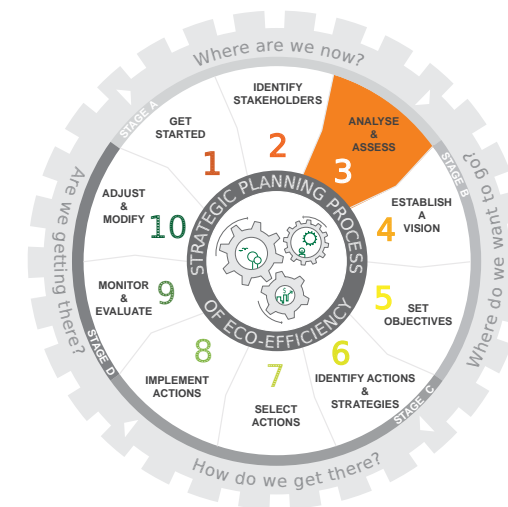 Where are we now?
STAGE A
GET
STARTED
1
IDENTIFY
STAKEHOLDERS
2
ANALYSE
&
ASSESS
3
STAGE B
Where do we want to go?
ESTABLISH
A
VISION
4
5
SET
OBJECTIVES
6
IDENTIFY ACTIONS
&
STRATEGIES
STAGE C
How do we get there?
7
SELECT
ACTIONS
8
IMPLEMENT
ACTIONS
STAGE D
Are we getting there?
MONITOR
&
EVALUATE
9
ADJUST
&
MODIFY
10
STRATEGIC PLANNING PROCESS
OF ECO-EFFICIENCY
$